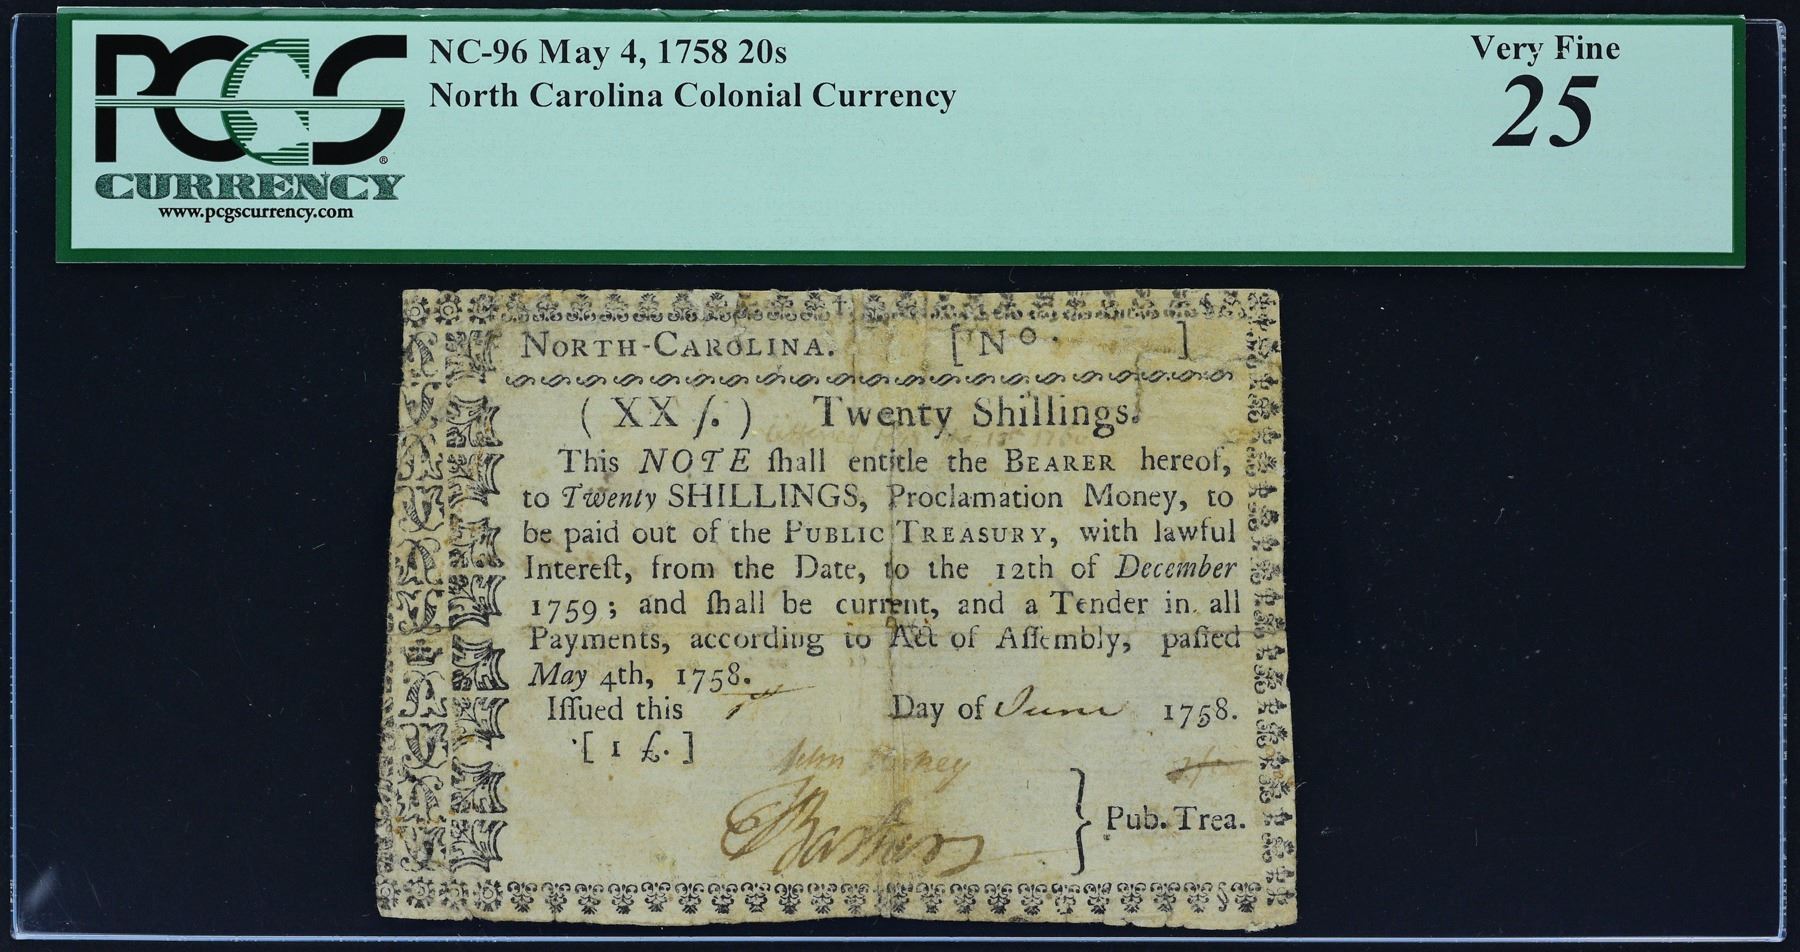 PCGS
CURRENCY
www.pcgscurrency.com
NC-96 May 4, 1758 20s
North Carolina Colonial Currency
Very Fine
25
NORTH-CAROLINA. [No. ]
(XX ſ.) Twenty Shillings.
This NOTE ſhall entitle the BEARER hereof,
to Twenty SHILLINGS, Proclamation Money, to
be paid out of the PUBLIC TREASURY, with lawful
Intereſt, from the Date, to the 12th of December
1759; and ſhall be current, and a Tender in all
Payments, according to Act of Aſſembly, paſſed
May 4th, 1758.
Iſſued this Day of June 1758.
[1 £.]
John
} Pub. Trea.